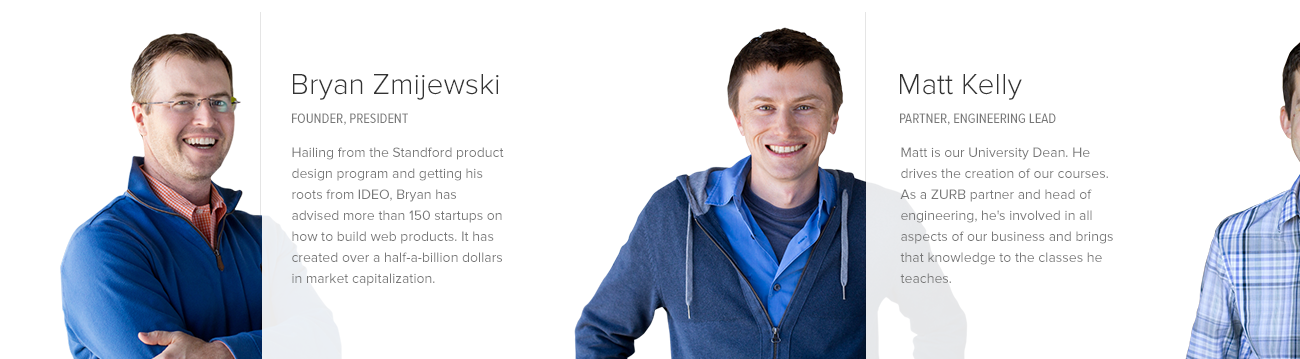 Bryan Zmijewski
FOUNDER, PRESIDENT
Hailing from the Standford product
design program and getting his
roots from IDEO, Bryan has
advised more than 150 startups on
how to build web products. It has
created over a half-a-billion dollars
in market capitalization.
Matt Kelly
PARTNER, ENGINEERING LEAD
Matt is our University Dean. He
drives the creation of our courses.
As a ZURB partner and head of
engineering, he's involved in all
aspects of our business and brings
that knowledge to the classes he
teaches.